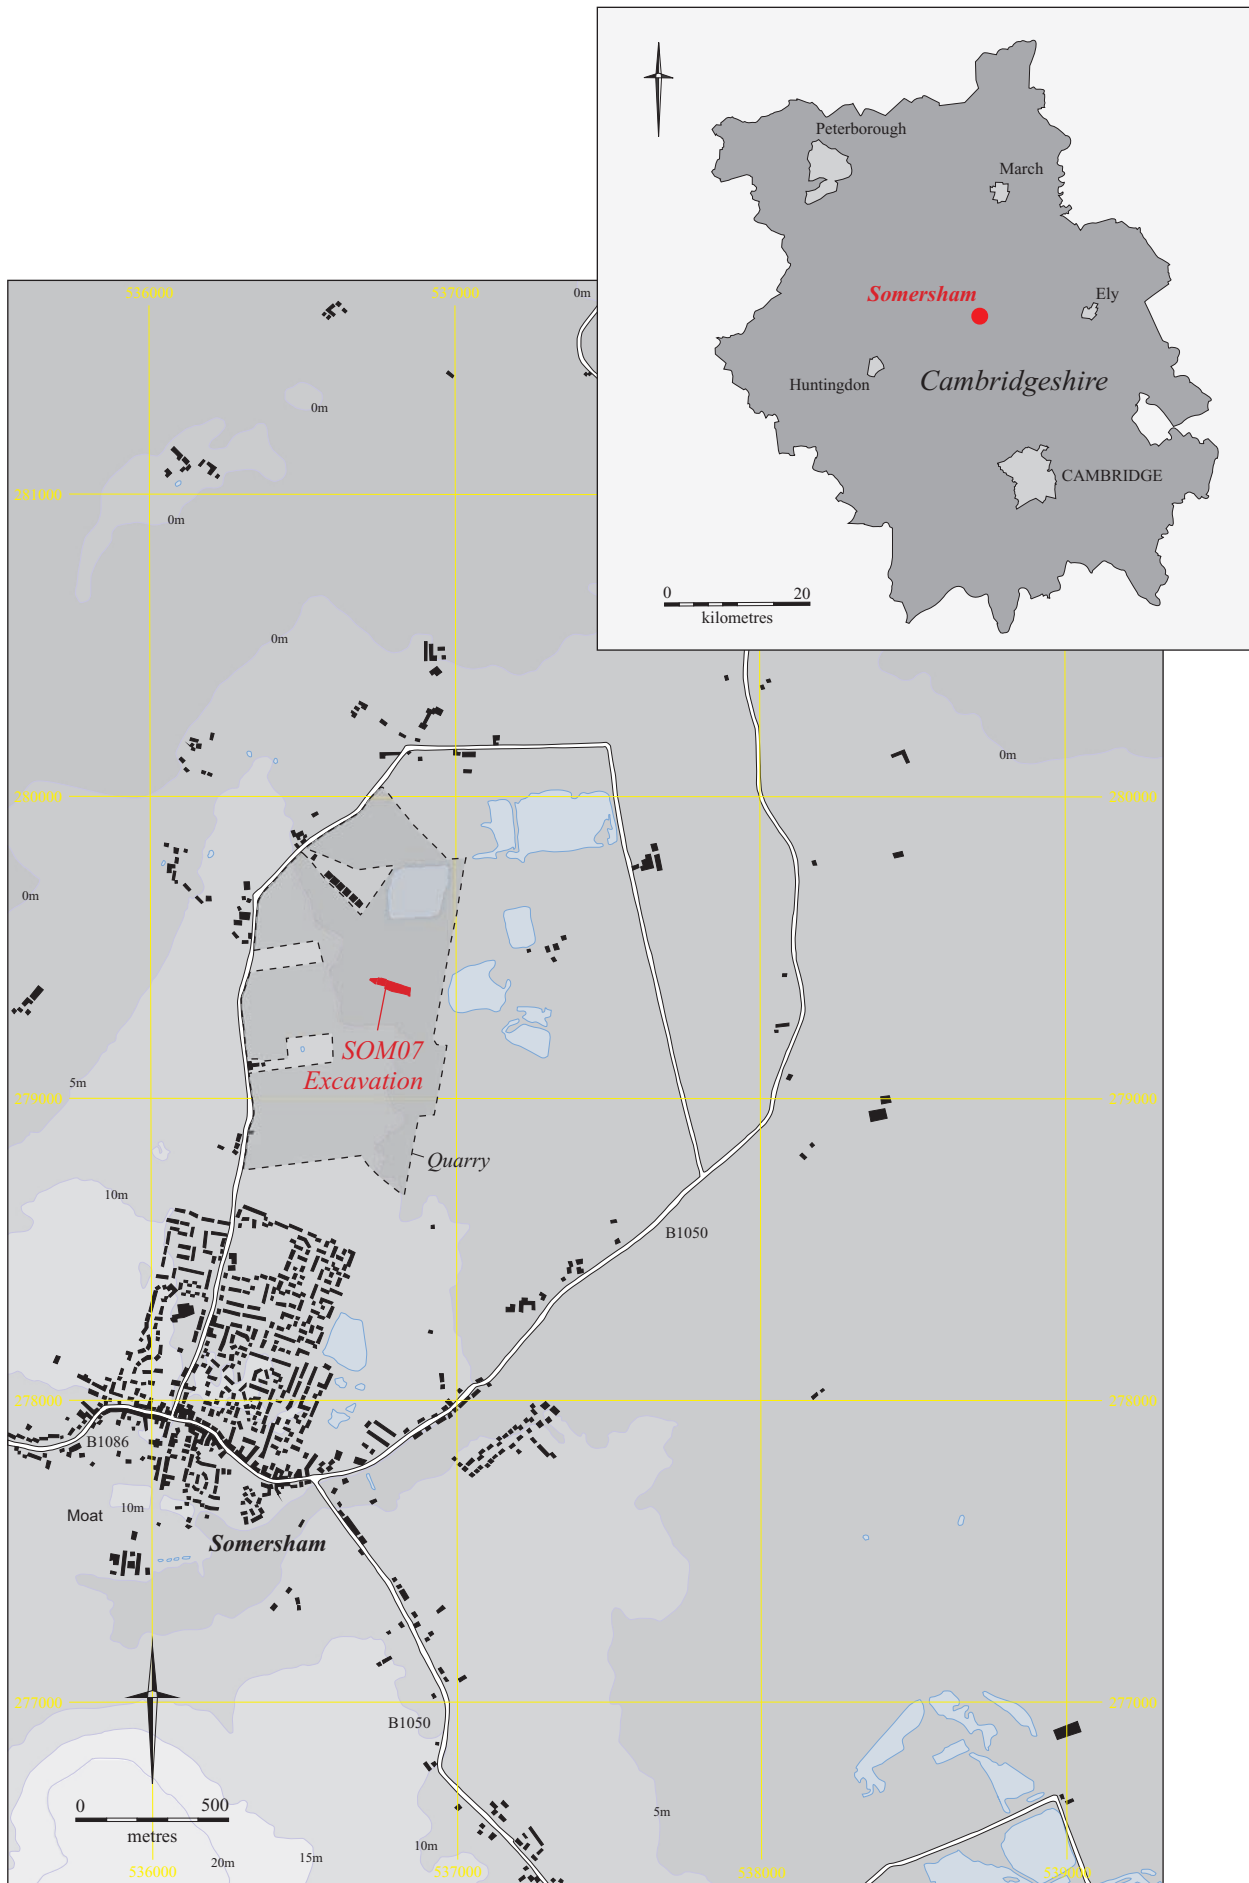 Peterborough
March
Somersham
Ely
Huntingdon
Cambridgeshire
CAMBRIDGE
0 20
kilometres
536000
537000
0m
0m
281000
0m
0m
0m
280000
280000
0m
SOM07
Excavation
5m
279000
279000
Quarry
10m
B1050
278000
278000
B1086
Moat
10m
Somersham
277000
277000
B1050
0 500
metres
5m
10m
15m
20m
536000
537000
538000
539000